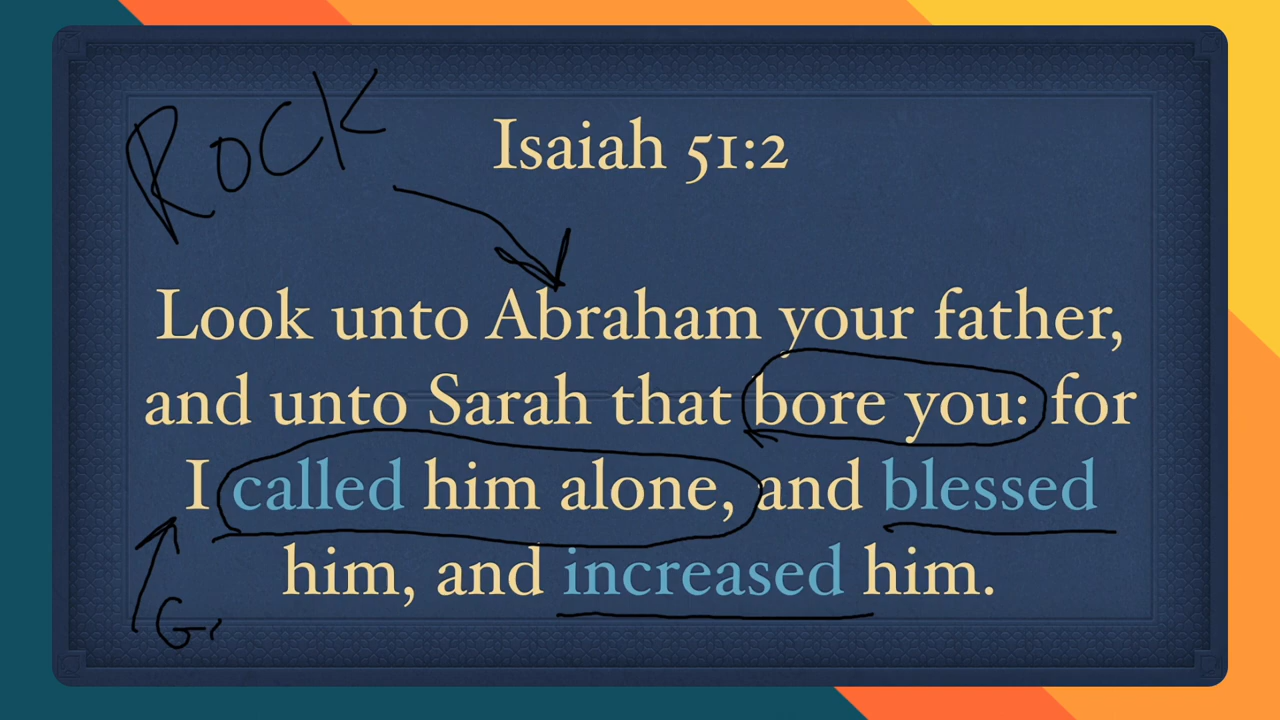 ROCK
Isaiah 51:2
Look unto Abraham your father,
and unto Sarah that bore you: for
I called him alone, and blessed
him, and increased him.
G